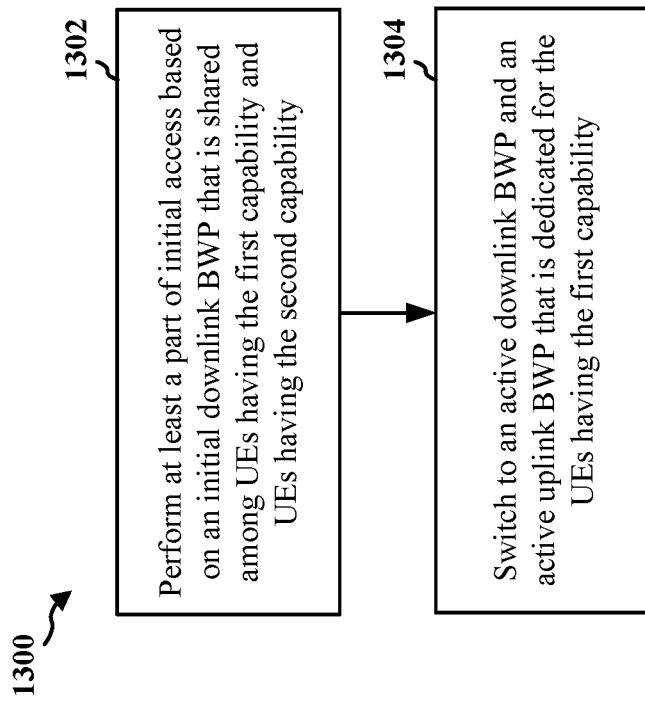 1300
1302
Perform at least a part of initial access based
on an initial downlink BWP that is shared
among UEs having the first capability and
UEs having the second capability
1304
Switch to an active downlink BWP and an
active uplink BWP that is dedicated for the
UEs having the first capability